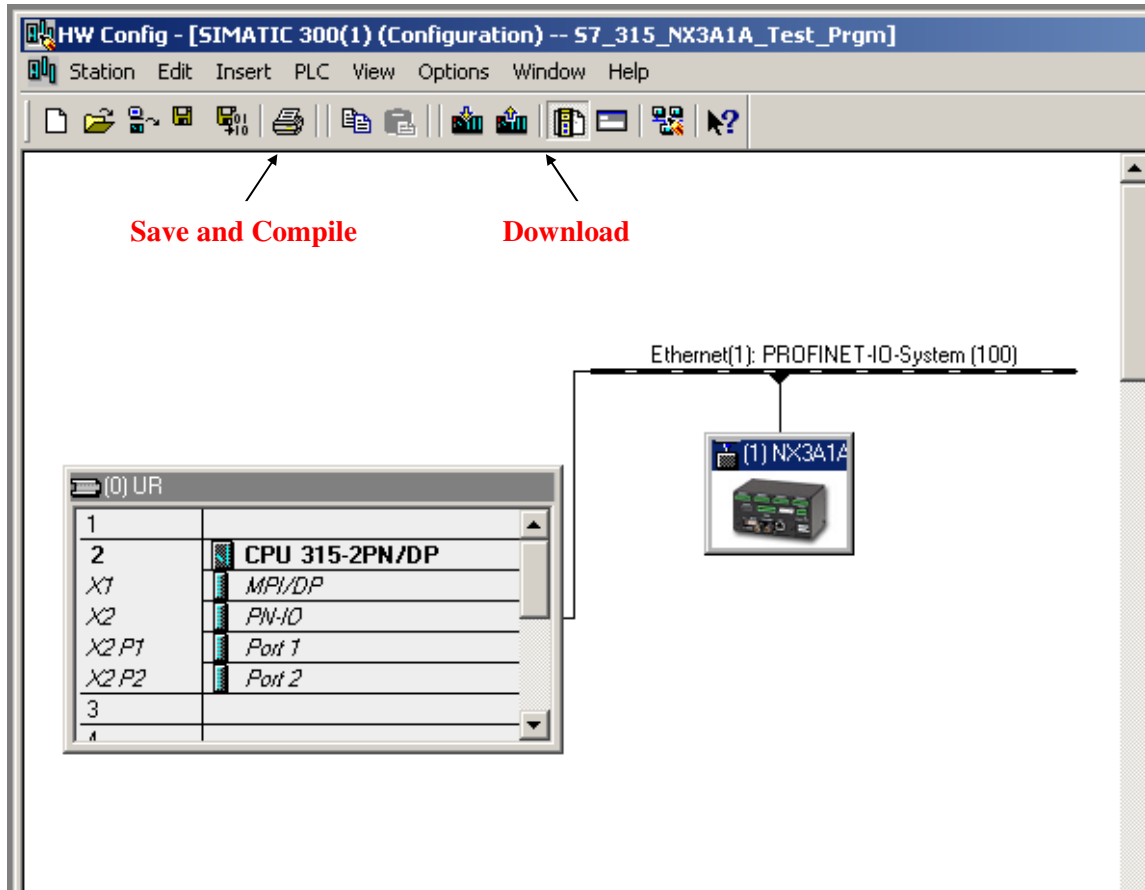 HW Config - [SIMATIC 300(1) (Configuration) -- S7_315_NX3A1A_Test_Prgm]
Station Edit Insert PLC View Options Window Help
Save and Compile Download
Ethernet(1): PROFINET-IO-System (100)
(1) NX3A1A
(0) UR
1
2 CPU 315-2PN/DP
X1 MPI/DP
X2 PN-IO
X2 P1 Port 1
X2 P2 Port 2
3
4